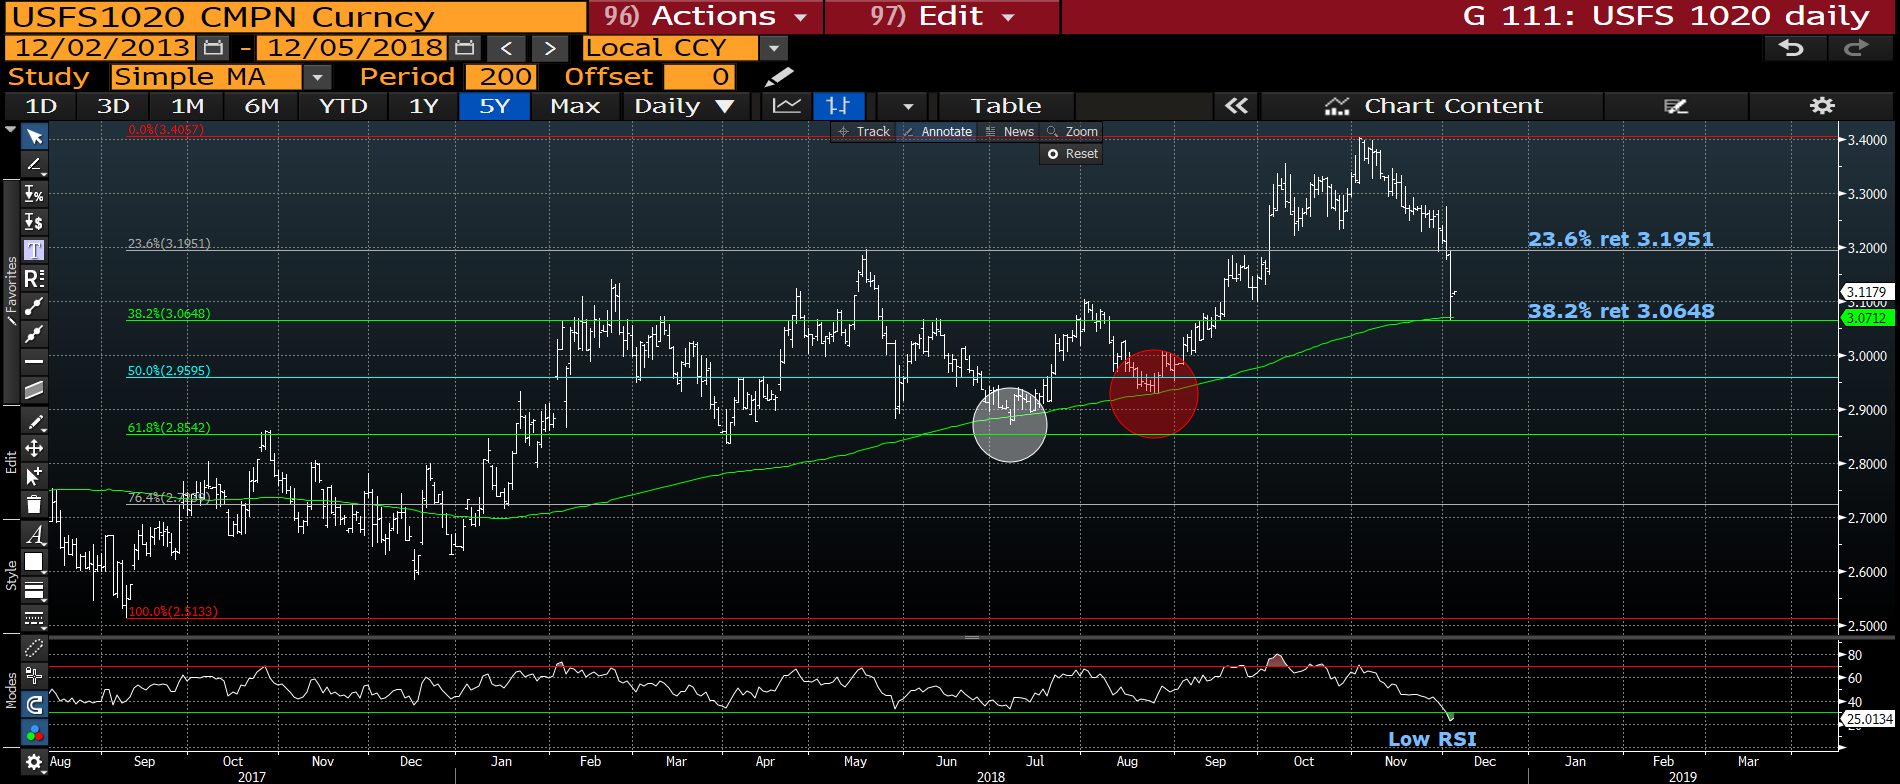 USFS1020 CMPN Curncy 96) Actions 97) Edit G 111: USFS 1020 daily
12/02/2013 - 12/05/2018 < > Local CCY
Study Simple MA Period 200 Offset 0
1D 3D 1M 6M YTD 1Y 5Y Max Daily ▼ Table « Chart Content
Track Annotate News Zoom
Reset
0.0%(3.4057)
23.6%(3.1951)
38.2%(3.0648)
50.0%(2.9595)
61.8%(2.8542)
100.0%(2.5133)
23.6% ret 3.1951
38.2% ret 3.0648
3.4000
3.3000
3.2000
3.1179
3.1000
3.0712
3.0000
2.9000
2.8000
2.7000
2.6000
2.5000
80
60
40
25.0134
Low RSI
Favorites
Edit
Style
Modes
%
$
T
R
A
Aug Sep Oct Nov Dec Jan Feb Mar Apr May Jun Jul Aug Sep Oct Nov Dec Jan Feb Mar
2017 2018 2019